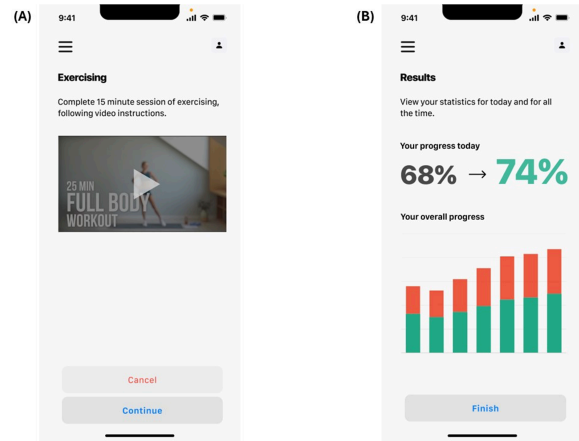 (A)
9:41
Exercising
Complete 15 minute session of exercising,
following video instructions.
25 MIN
FULL BODY
WORKOUT
Cancel
Continue
(B)
9:41
Results
View your statistics for today and for all
the time.
Your progress today
68% → 74%
Your overall progress
Finish